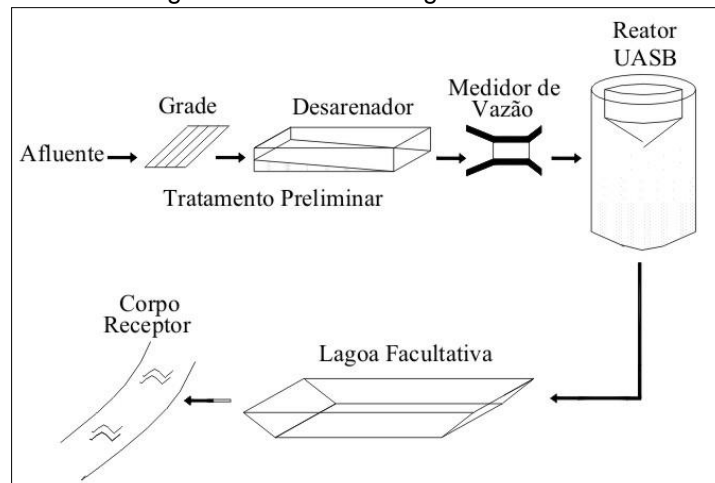 Reator
UASB
Medidor de
Vazão
Grade
Desarenador
Afluente
Tratamento Preliminar
Corpo
Receptor
Lagoa Facultativa